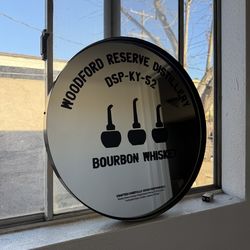 WOODFORD RESERVE DISTILLERY
DSP-KY-52
BOURBON WHISKEY